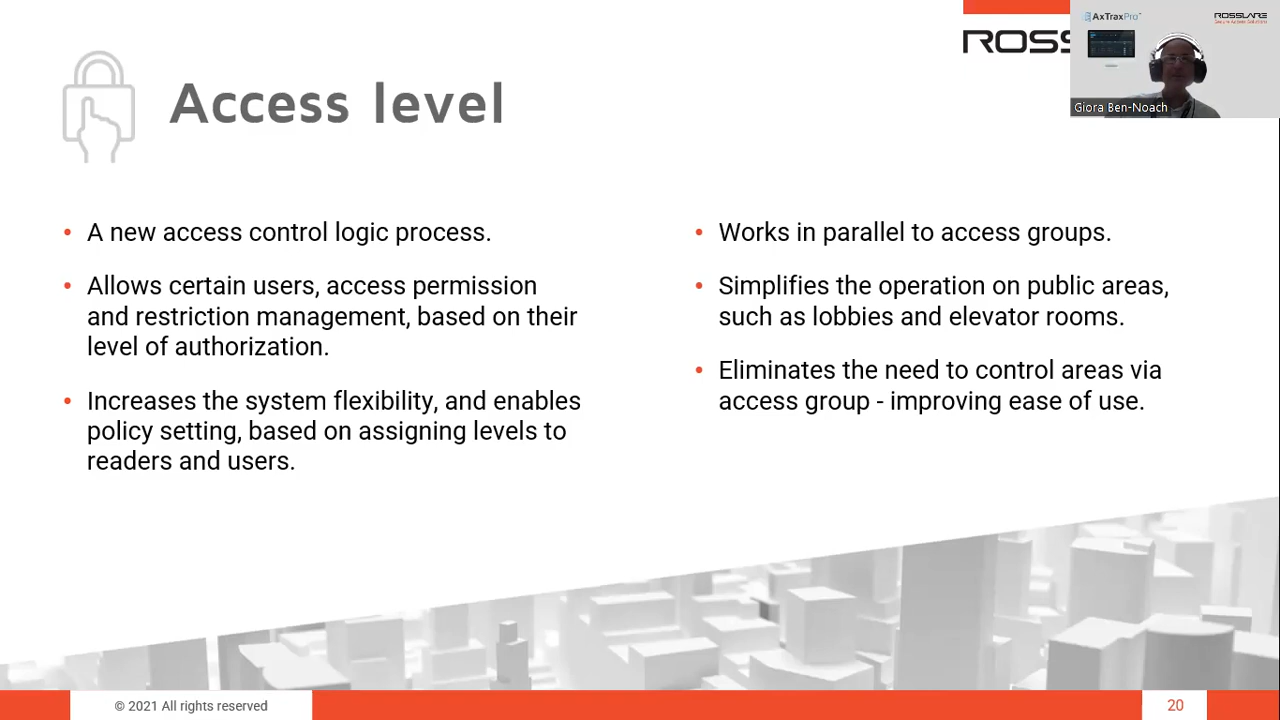 ROSS
AxTraxPro
ROSSLARE
Secure Access Solutions
Giora Ben-Noach
Access level
• A new access control logic process.
• Allows certain users, access permission
and restriction management, based on their
level of authorization.
• Increases the system flexibility, and enables
policy setting, based on assigning levels to
readers and users.
• Works in parallel to access groups.
• Simplifies the operation on public areas,
such as lobbies and elevator rooms.
• Eliminates the need to control areas via
access group - improving ease of use.
© 2021 All rights reserved
20